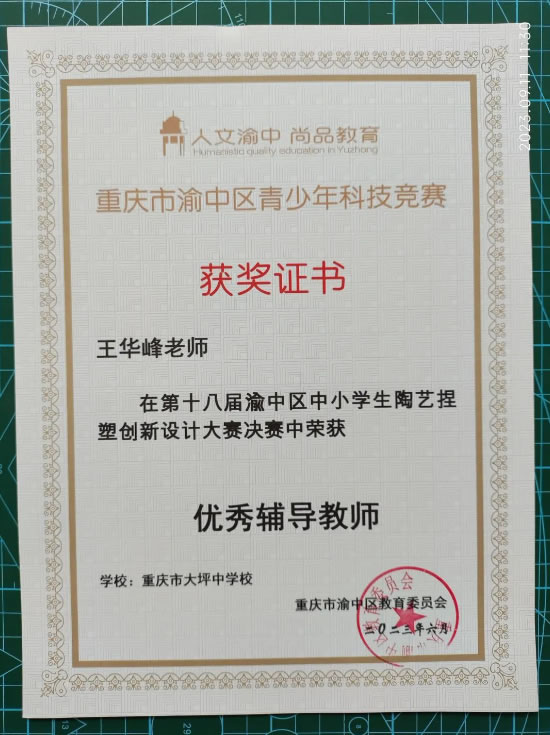 2023.09.11 11:30
人文渝中 尚品教育
Humanistic quality education in Yuzhong
重庆市渝中区青少年科技竞赛
获奖证书
王华峰老师
在第十八届渝中区中小学生陶艺捏
塑创新设计大赛决赛中荣获
优秀辅导教师
学校：重庆市大坪中学校
重庆市渝中区教育委员会
二〇二三年六月